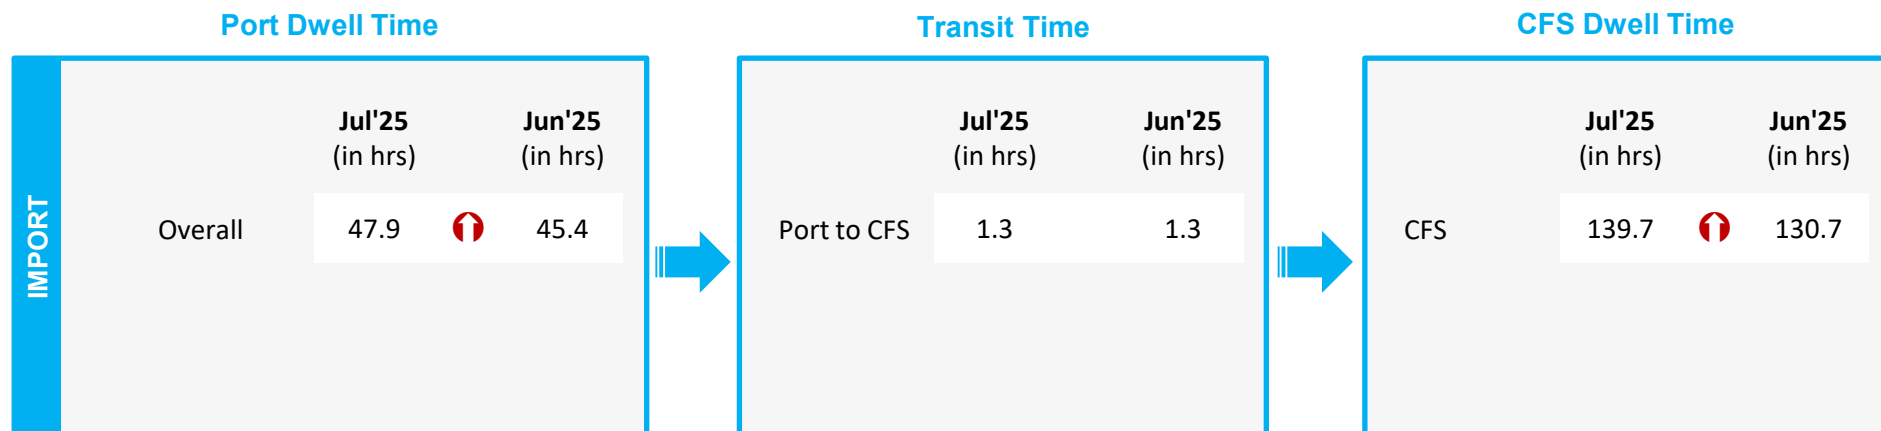 Port Dwell Time
Transit Time
CFS Dwell Time
IMPORT
Jul'25 Jun'25
(in hrs) (in hrs)
Overall 47.9 45.4
Jul'25 Jun'25
(in hrs) (in hrs)
Port to CFS 1.3 1.3
Jul'25 Jun'25
(in hrs) (in hrs)
CFS 139.7 130.7